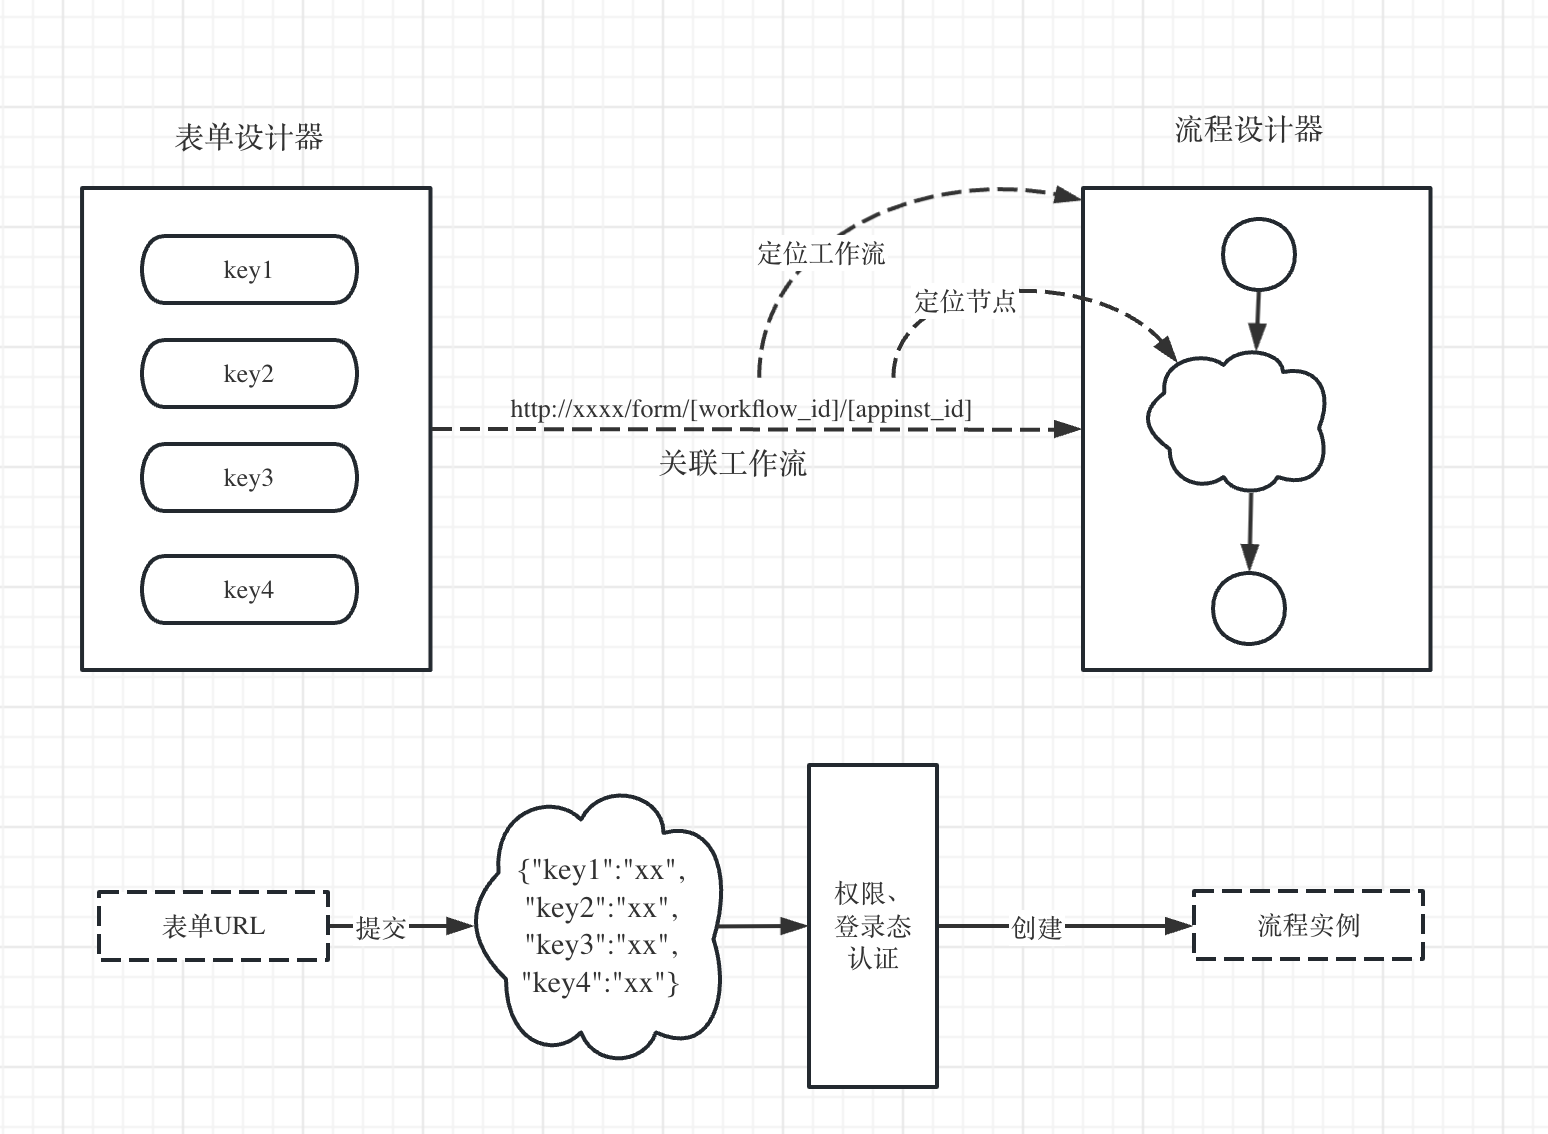 表单设计器
流程设计器
key1
key2
key3
key4
定位工作流
定位节点
http://xxxx/form/[workflow_id]/[appinst_id]
关联工作流
表单URL
提交
{"key1":"xx",
"key2":"xx",
"key3":"xx",
"key4":"xx"}
权限、
登录态
认证
创建
流程实例